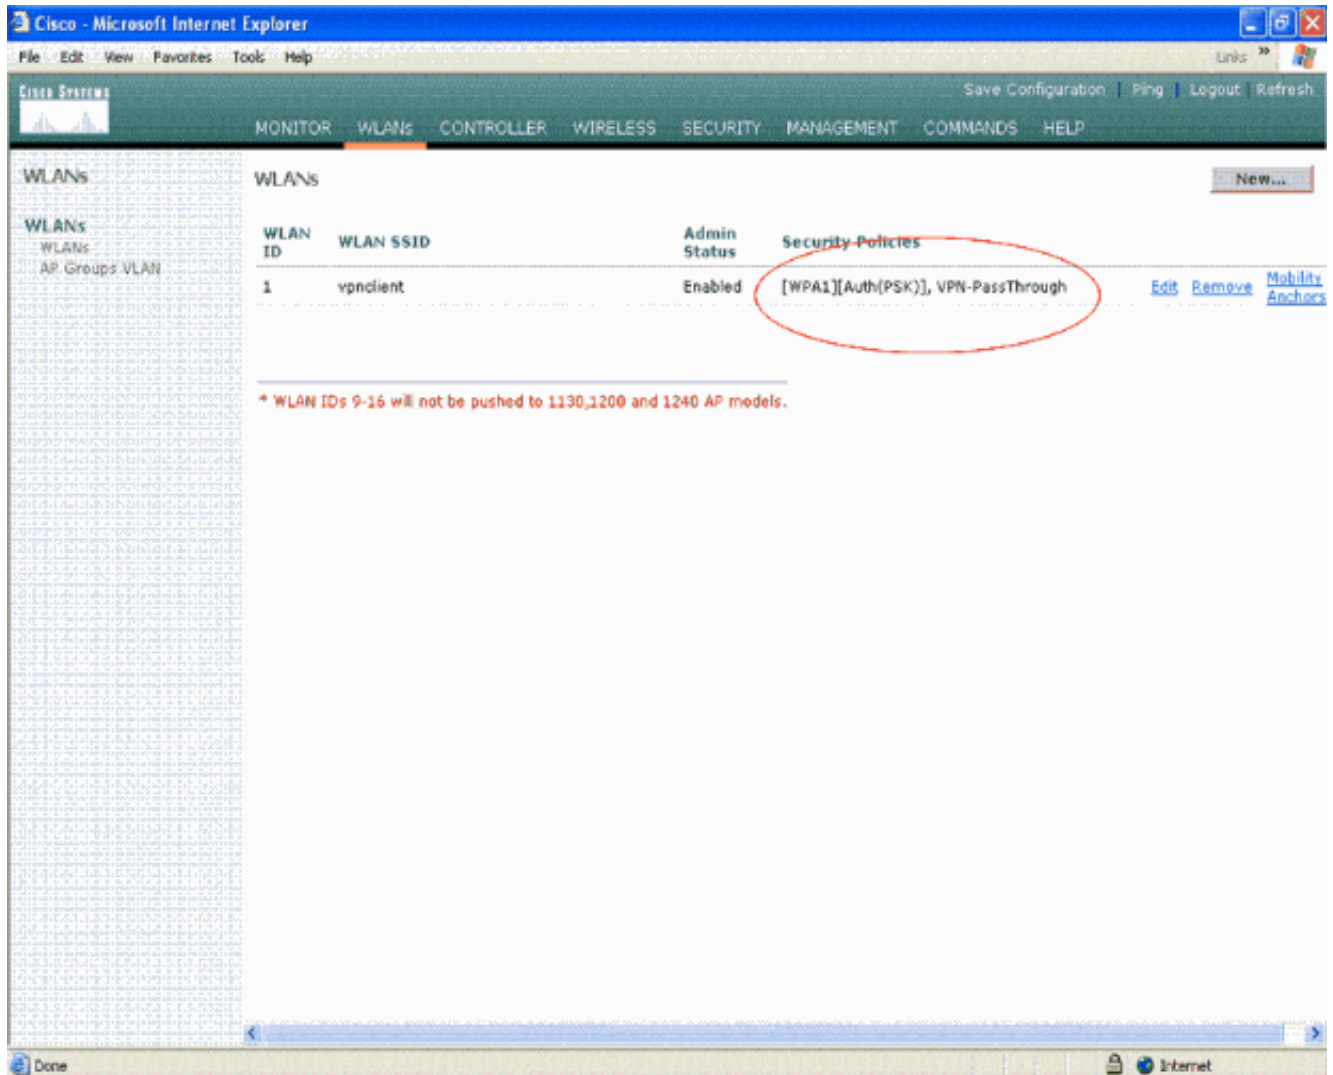 Cisco - Microsoft Internet Explorer
File Edit View Favorites Tools Help Links »
CISCO SYSTEMS
Save Configuration | Ping | Logout | Refresh
MONITOR WLANs CONTROLLER WIRELESS SECURITY MANAGEMENT COMMANDS HELP
WLANs
WLANs
WLANs
AP Groups VLAN
WLANs
New...
WLAN ID WLAN SSID Admin Status Security Policies
1 vpnclient Enabled [WPA1][Auth(PSK)], VPN-PassThrough Edit Remove Mobility Anchors
* WLAN IDs 9-16 will not be pushed to 1130,1200 and 1240 AP models.
Done Internet